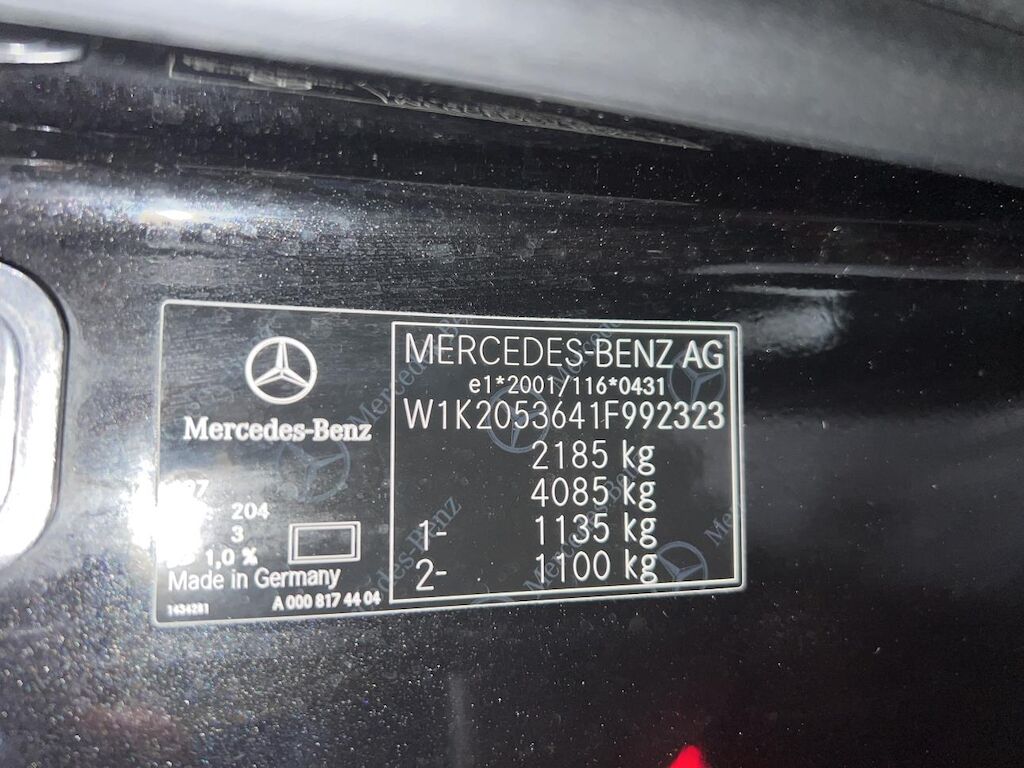 Mercedes-Benz
204
3
1,0 %
Made in Germany
1434281
A 000 817 44 04
MERCEDES-BENZ AG
e1*2001/116*0431
W1K2053641F992323
2185 kg
4085 kg
1- 1135 kg
2- 1100 kg